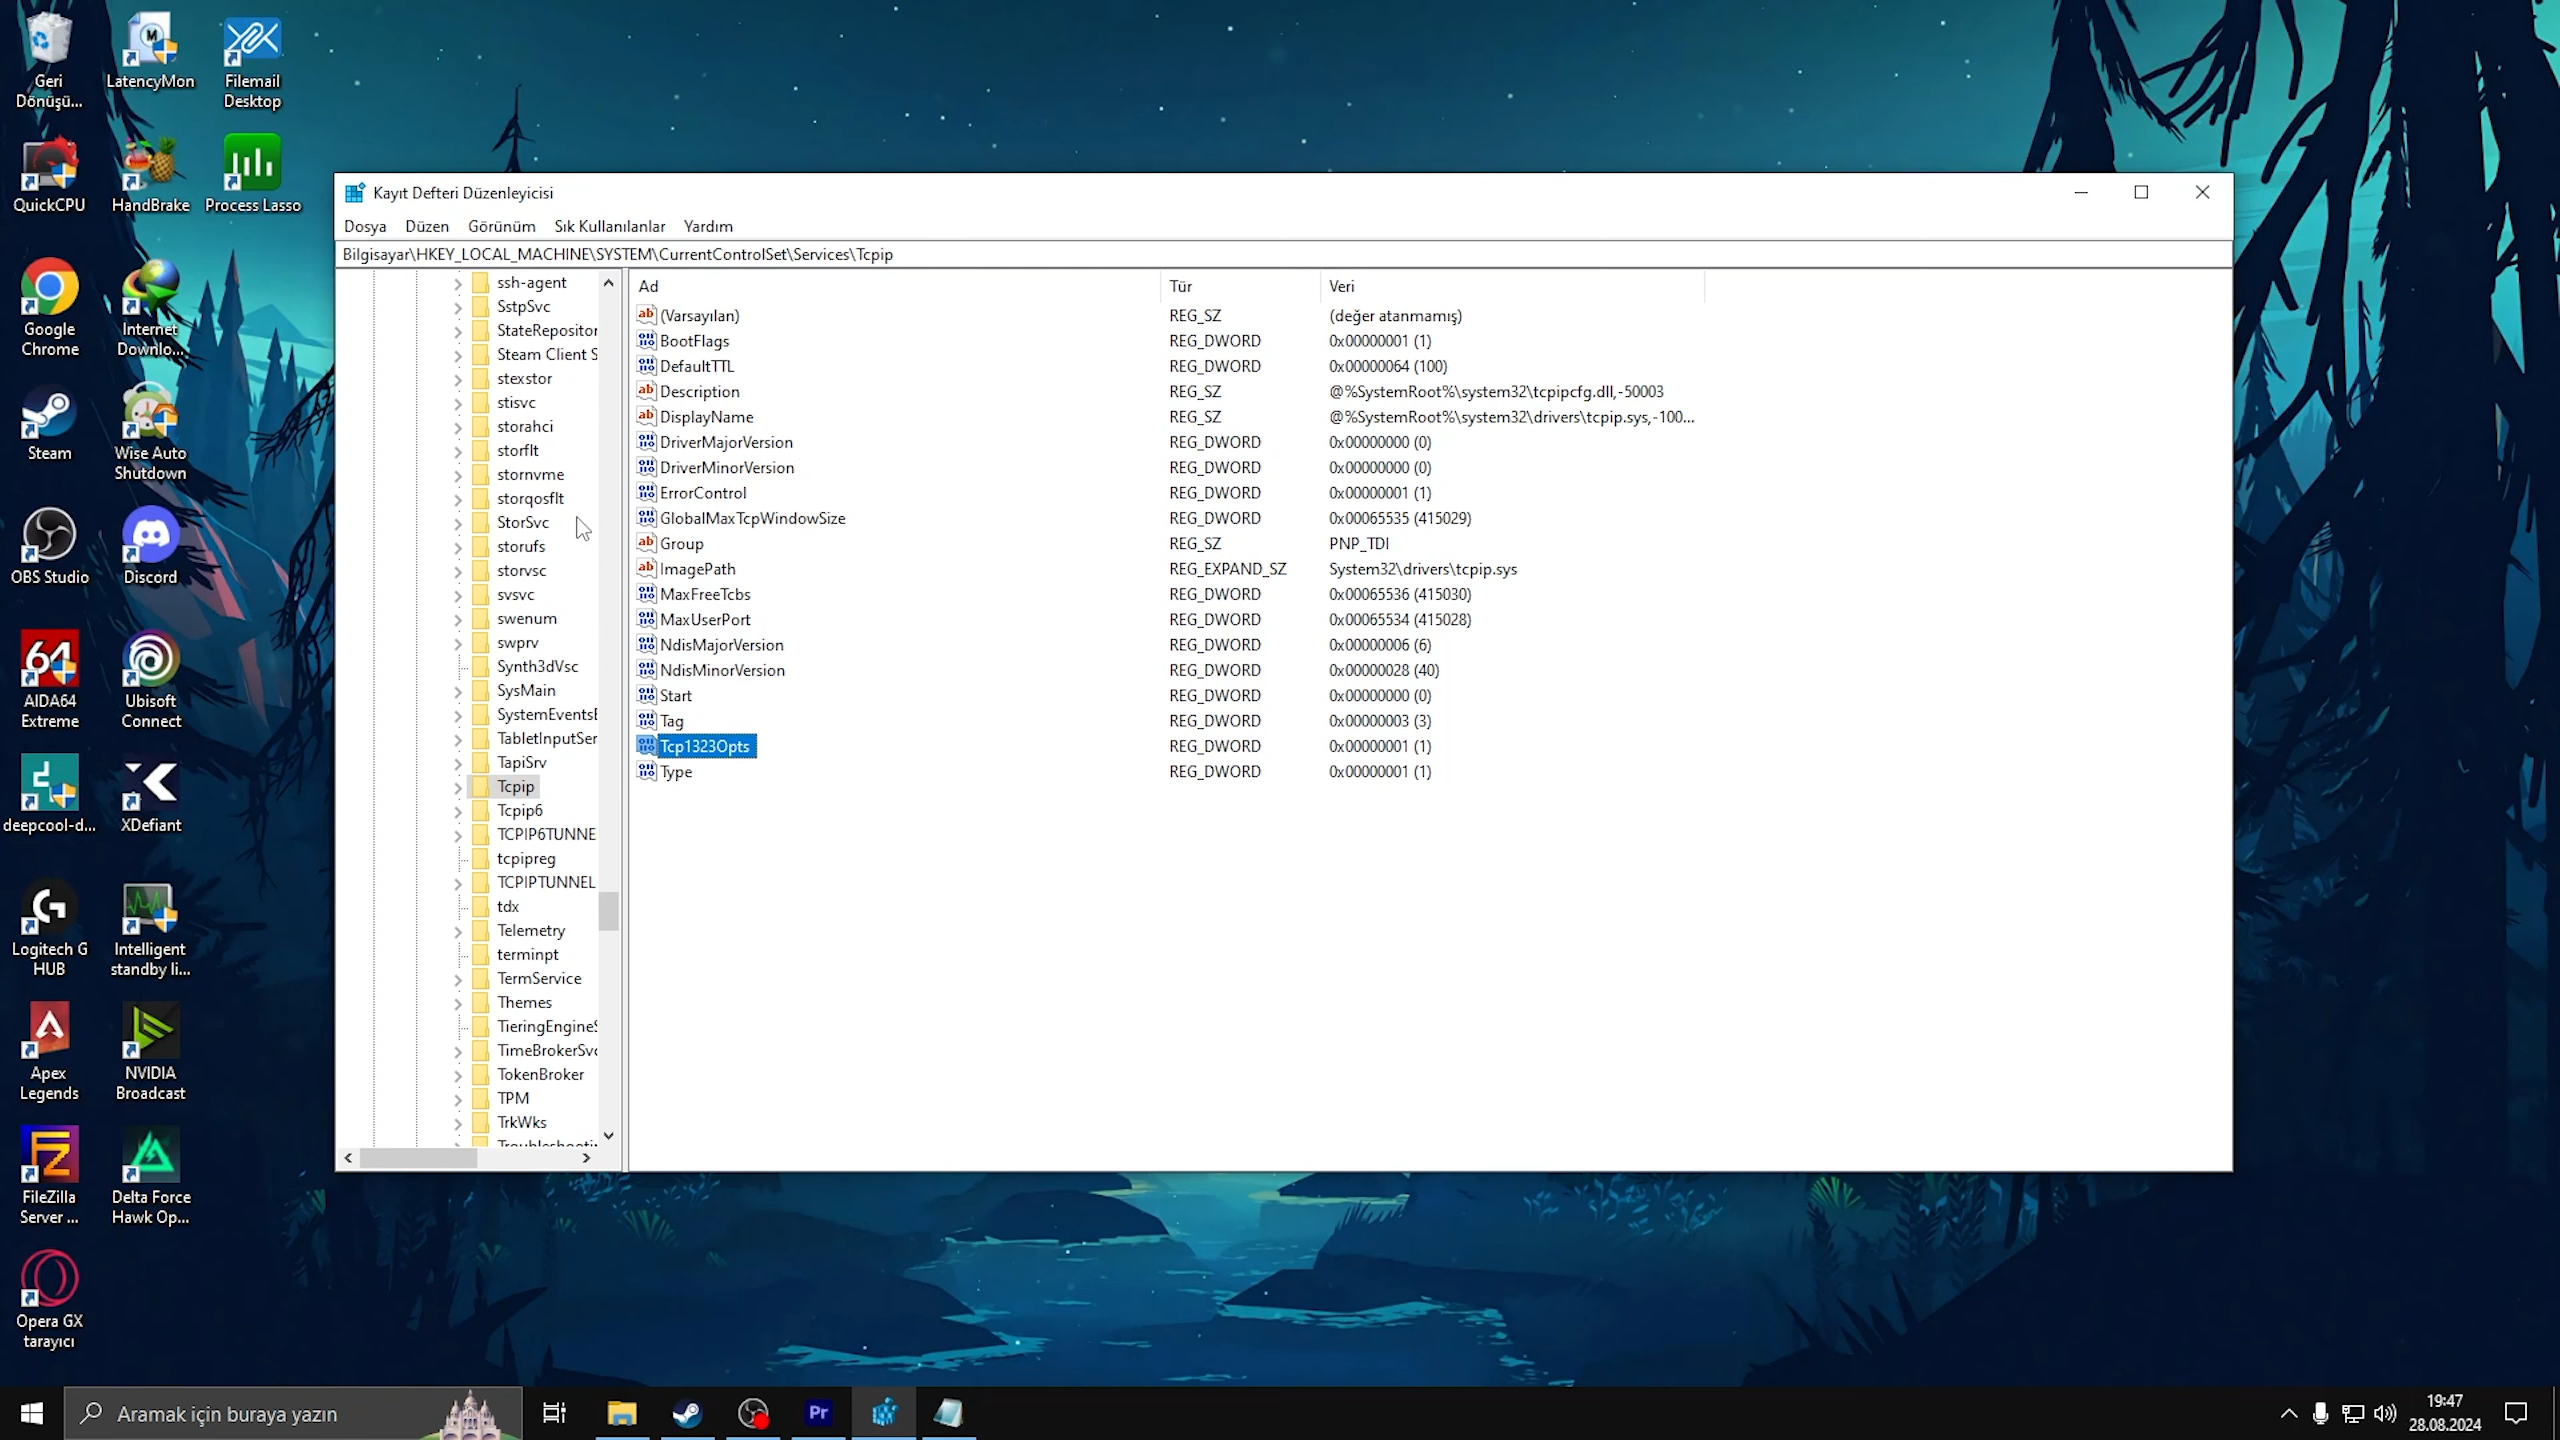 Geri
Dönüşü...
LatencyMon
Filemail
Desktop
QuickCPU
HandBrake
Process Lasso
Google
Chrome
Internet
Downlo...
Steam
Wise Auto
Shutdown
OBS Studio
Discord
64
AIDA64
Extreme
Ubisoft
Connect
deepcool-d...
XDefiant
Logitech G
HUB
Intelligent
standby li...
Apex
Legends
NVIDIA
Broadcast
FileZilla
Server ...
Delta Force
Hawk Op...
Opera GX
tarayıcı
Kayıt Defteri Düzenleyicisi
Dosya Düzen Görünüm Sık Kullanılanlar Yardım
Bilgisayar\HKEY_LOCAL_MACHINE\SYSTEM\CurrentControlSet\Services\Tcpip
ssh-agent
SstpSvc
StateRepositor
Steam Client S
stexstor
stisvc
storahci
storflt
stornvme
storqosflt
StorSvc
storufs
storvsc
svsvc
swenum
swprv
Synth3dVsc
SysMain
SystemEventsE
TabletInputSer
TapiSrv
Tcpip
Tcpip6
TCPIP6TUNNE
tcpipreg
TCPIPTUNNEL
tdx
Telemetry
terminpt
TermService
Themes
TieringEngineS
TimeBrokerSvc
TokenBroker
TPM
TrkWks
Ad Tür Veri
(Varsayılan) REG_SZ (değer atanmamış)
BootFlags REG_DWORD 0x00000001 (1)
DefaultTTL REG_DWORD 0x00000064 (100)
Description REG_SZ @%SystemRoot%\system32\tcpipcfg.dll,-50003
DisplayName REG_SZ @%SystemRoot%\system32\drivers\tcpip.sys,-100...
DriverMajorVersion REG_DWORD 0x00000000 (0)
DriverMinorVersion REG_DWORD 0x00000000 (0)
ErrorControl REG_DWORD 0x00000001 (1)
GlobalMaxTcpWindowSize REG_DWORD 0x00065535 (415029)
Group REG_SZ PNP_TDI
ImagePath REG_EXPAND_SZ System32\drivers\tcpip.sys
MaxFreeTcbs REG_DWORD 0x00065536 (415030)
MaxUserPort REG_DWORD 0x00065534 (415028)
NdisMajorVersion REG_DWORD 0x00000006 (6)
NdisMinorVersion REG_DWORD 0x00000028 (40)
Start REG_DWORD 0x00000000 (0)
Tag REG_DWORD 0x00000003 (3)
Tcp1323Opts REG_DWORD 0x00000001 (1)
Type REG_DWORD 0x00000001 (1)
Aramak için buraya yazın
Pr
19:47
28.08.2024